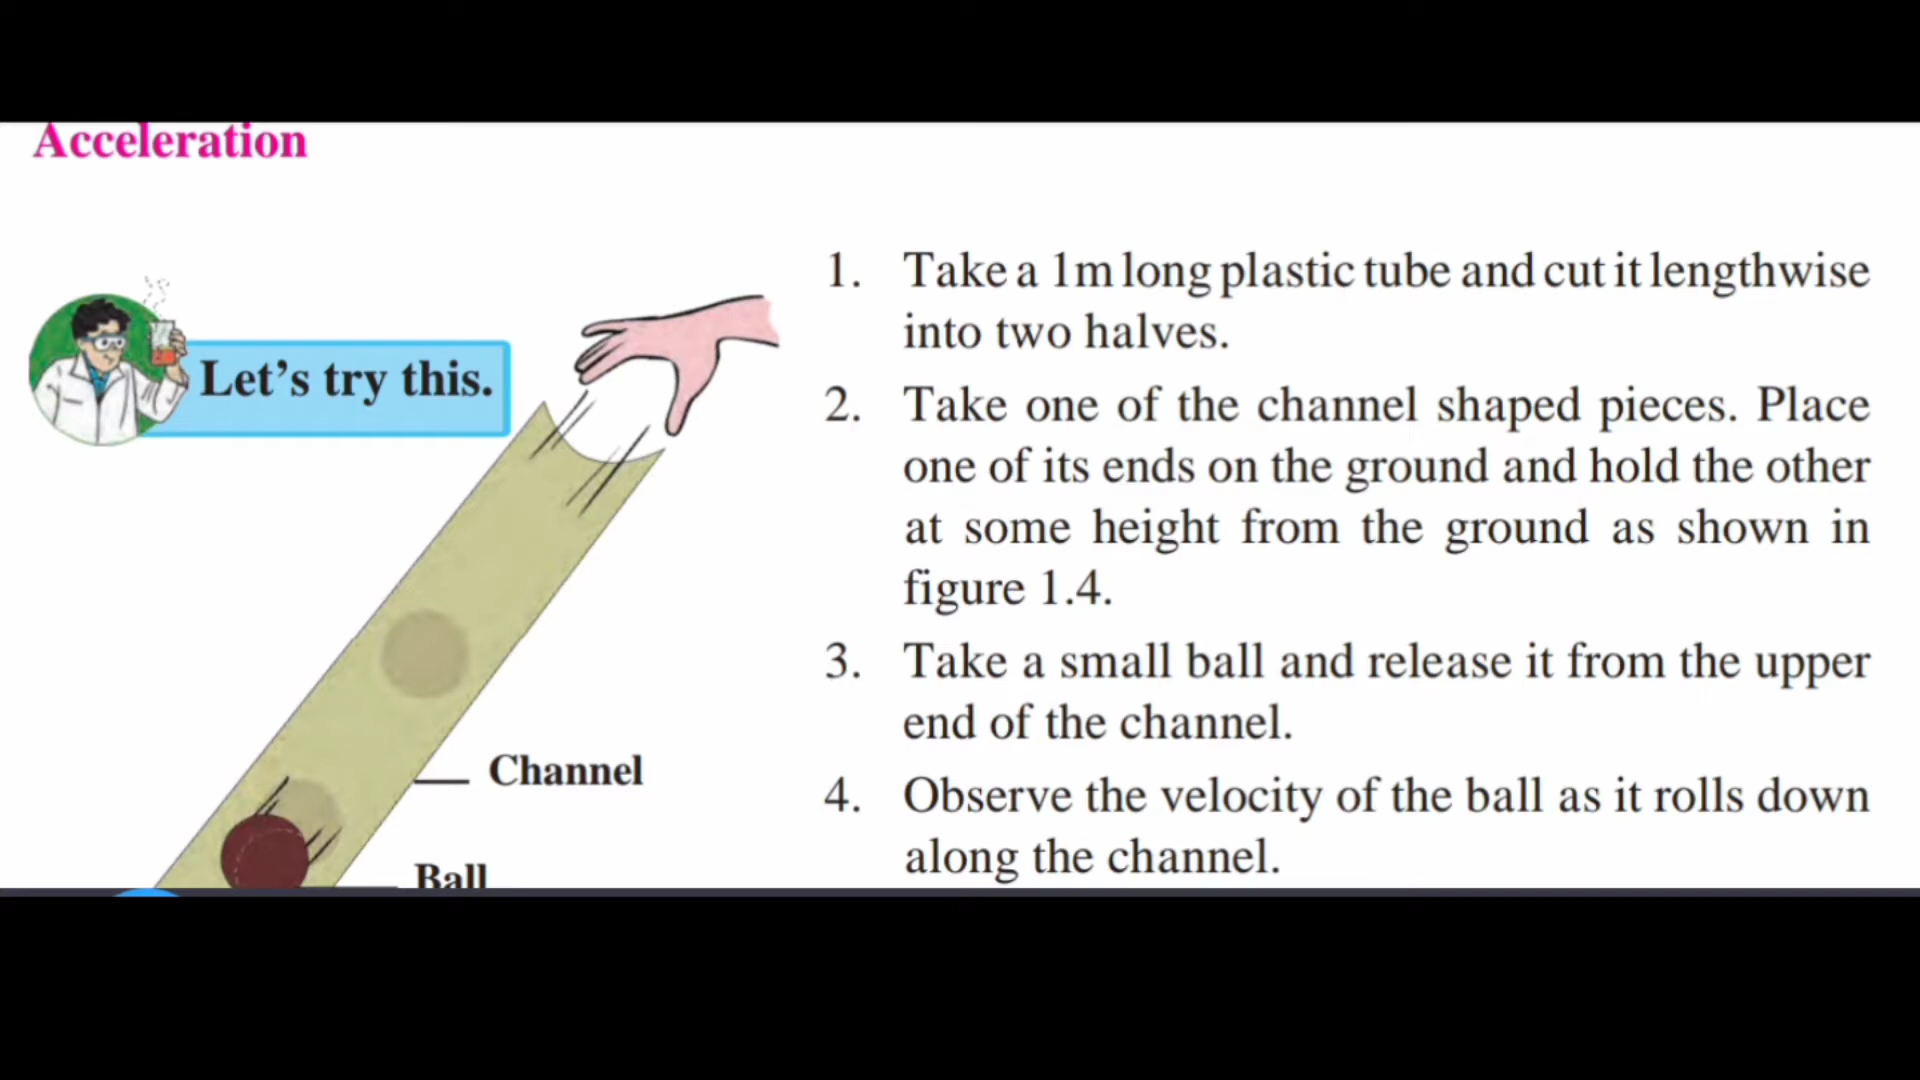 Acceleration
Let’s try this.
1. Take a 1m long plastic tube and cut it lengthwise
into two halves.
2. Take one of the channel shaped pieces. Place
one of its ends on the ground and hold the other
at some height from the ground as shown in
figure 1.4.
3. Take a small ball and release it from the upper
end of the channel.
4. Observe the velocity of the ball as it rolls down
along the channel.
Channel
Ball